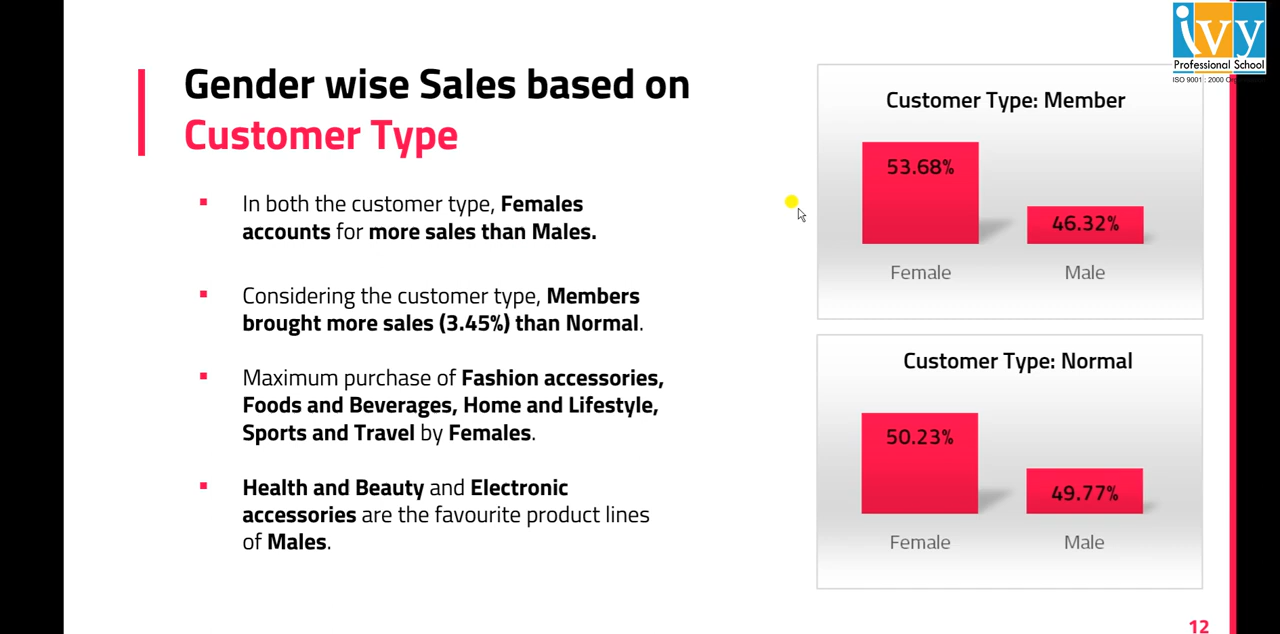 ivy
Professional School
Gender wise Sales based on
Customer Type
In both the customer type, Females
accounts for more sales than Males.
Considering the customer type, Members
brought more sales (3.45%) than Normal.
Maximum purchase of Fashion accessories,
Foods and Beverages, Home and Lifestyle,
Sports and Travel by Females.
Health and Beauty and Electronic
accessories are the favourite product lines
of Males.
Customer Type: Member
53.68%
46.32%
Female
Male
Customer Type: Normal
50.23%
49.77%
Female
Male
ISO 9001 : 2000
12